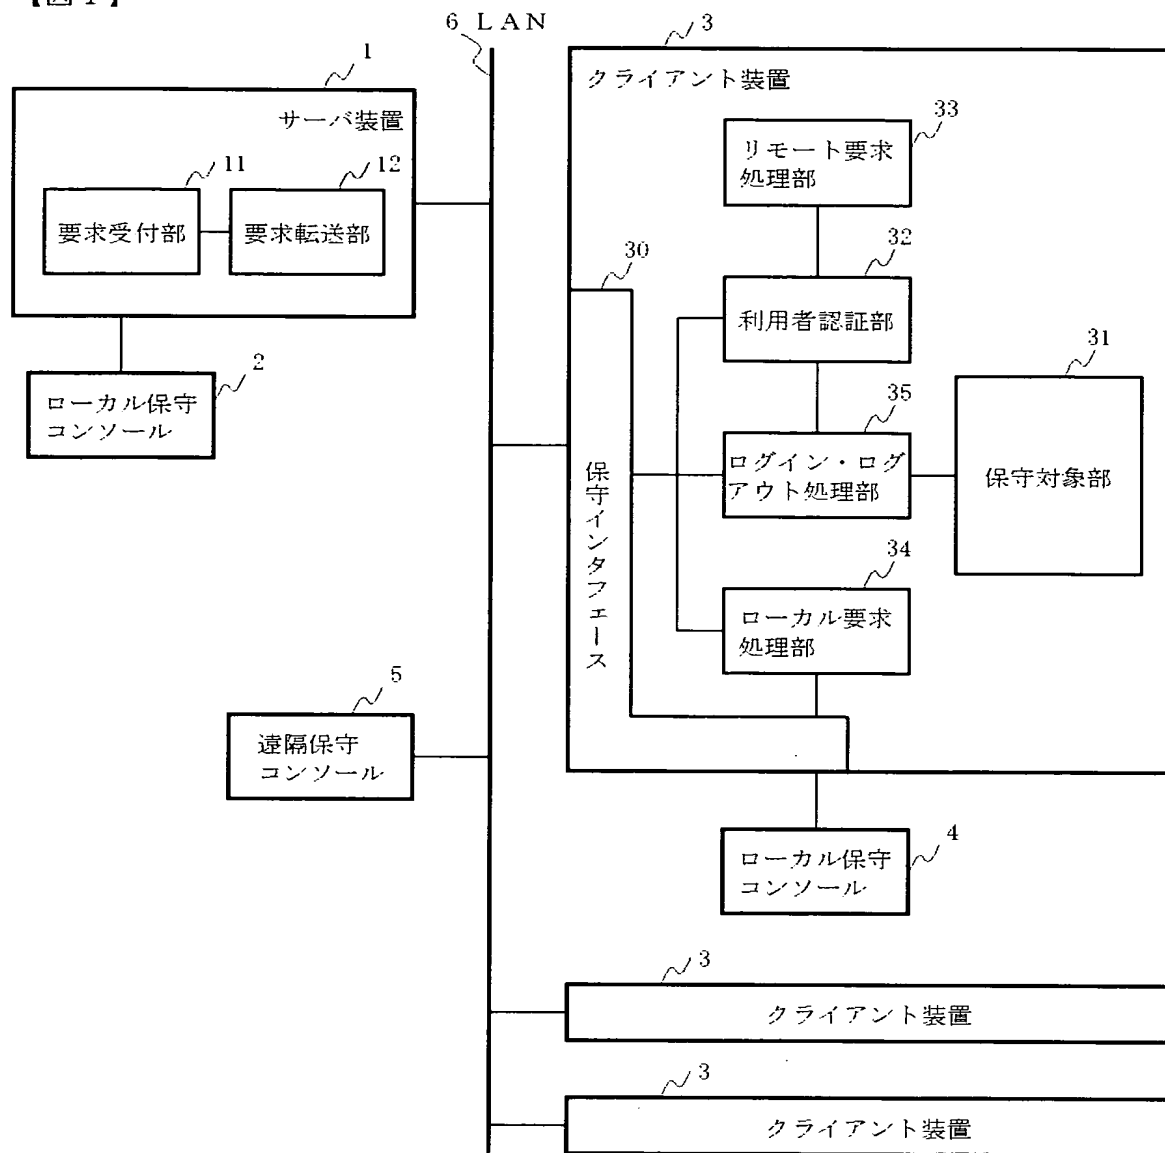 【図1】
6 LAN
1
サーバ装置
11
12
要求受付部
要求転送部
2
ローカル保守
コンソール
5
遠隔保守
コンソール
3
クライアント装置
33
リモート要求
処理部
30
32
利用者認証部
31
35
保守インタフェース
ログイン・ログ
アウト処理部
保守対象部
34
ローカル要求
処理部
4
ローカル保守
コンソール
3
クライアント装置
3
クライアント装置